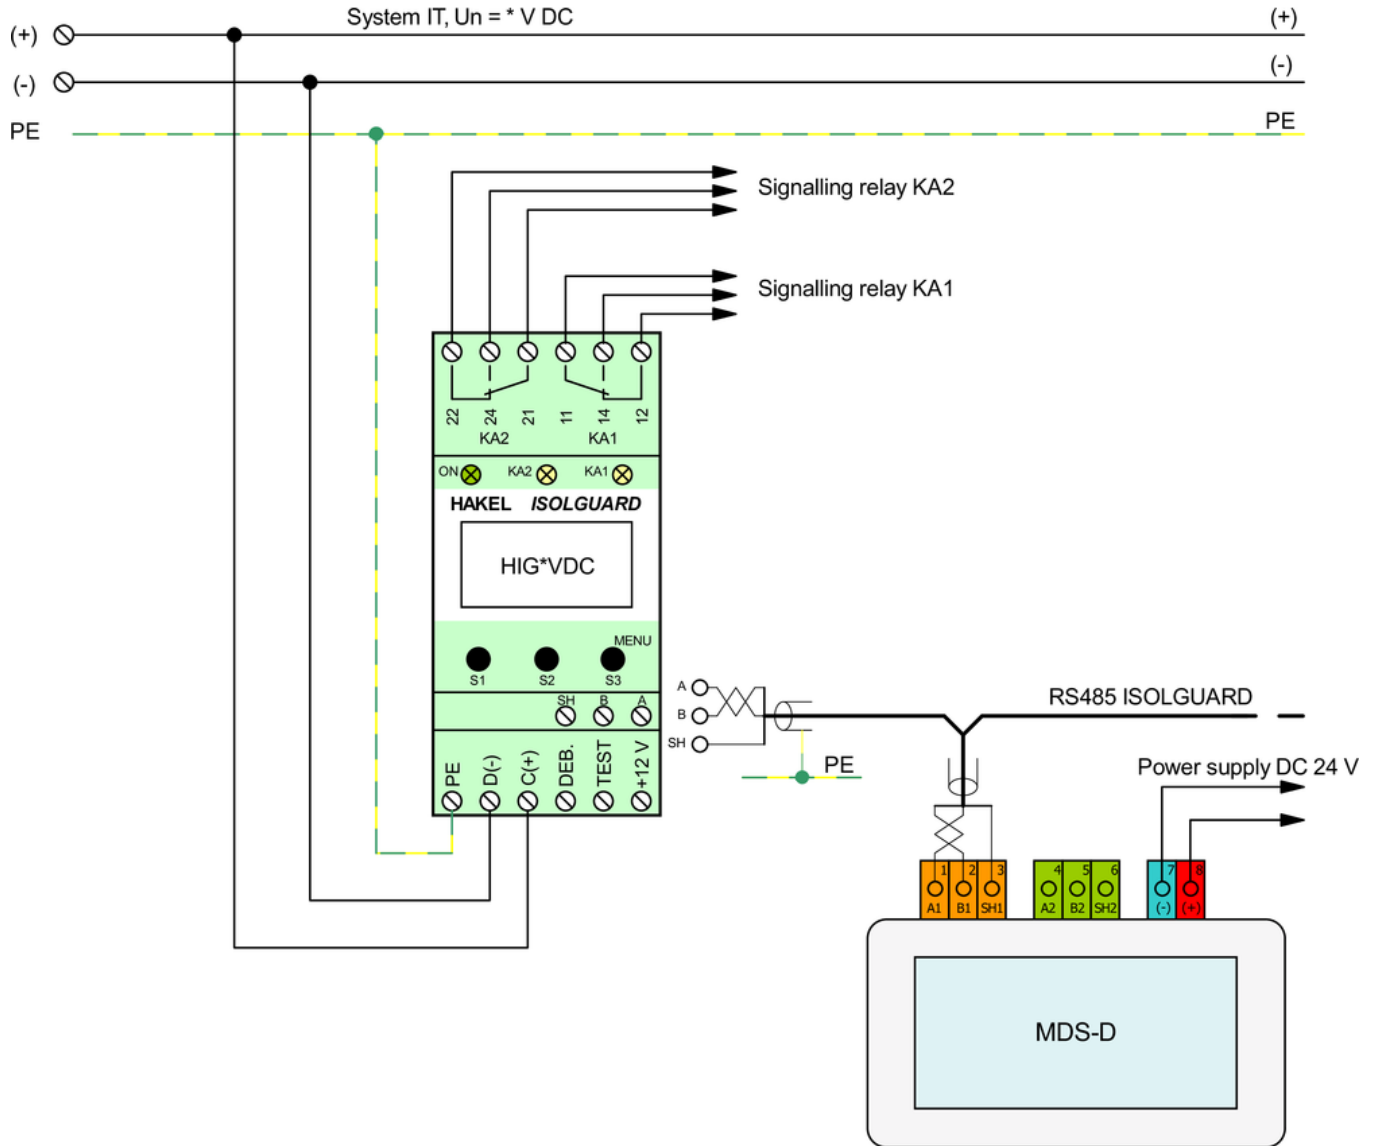 System IT, Un = * V DC
(+) (+)
(-) (-)
PE PE
Signalling relay KA2
Signalling relay KA1
22 24 21 11 14 12
KA2 KA1
ON KA2 KA1
HAKEL ISOLGUARD
HIG*VDC
MENU
S1 S2 S3
SH B A
PE D(-) C(+) DEB. TEST +12 V
A
B
SH
PE
RS485 ISOLGUARD
Power supply DC 24 V
1 2 3 4 5 6 7 8
A1 B1 SH1 A2 B2 SH2 (-) (+)
MDS-D